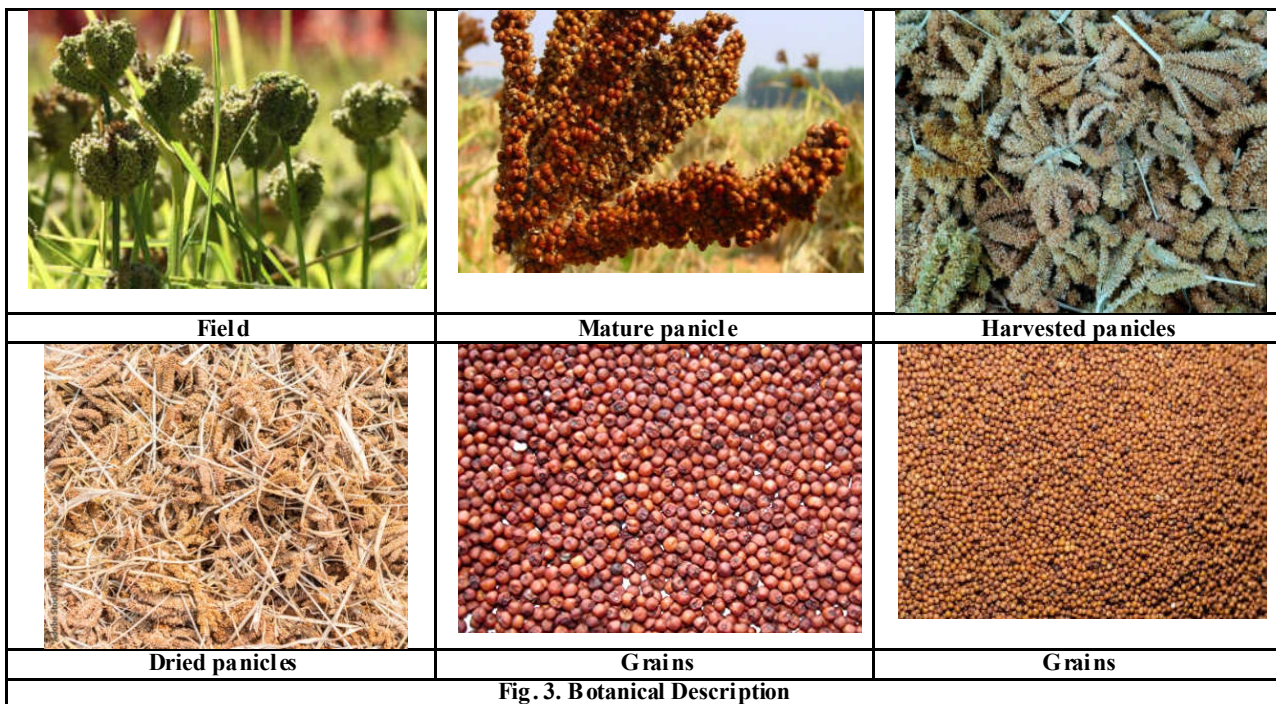 Field
Mature panicle
Harvested panicles
Dried panicles
Grains
Grains
Fig. 3. Botanical Description